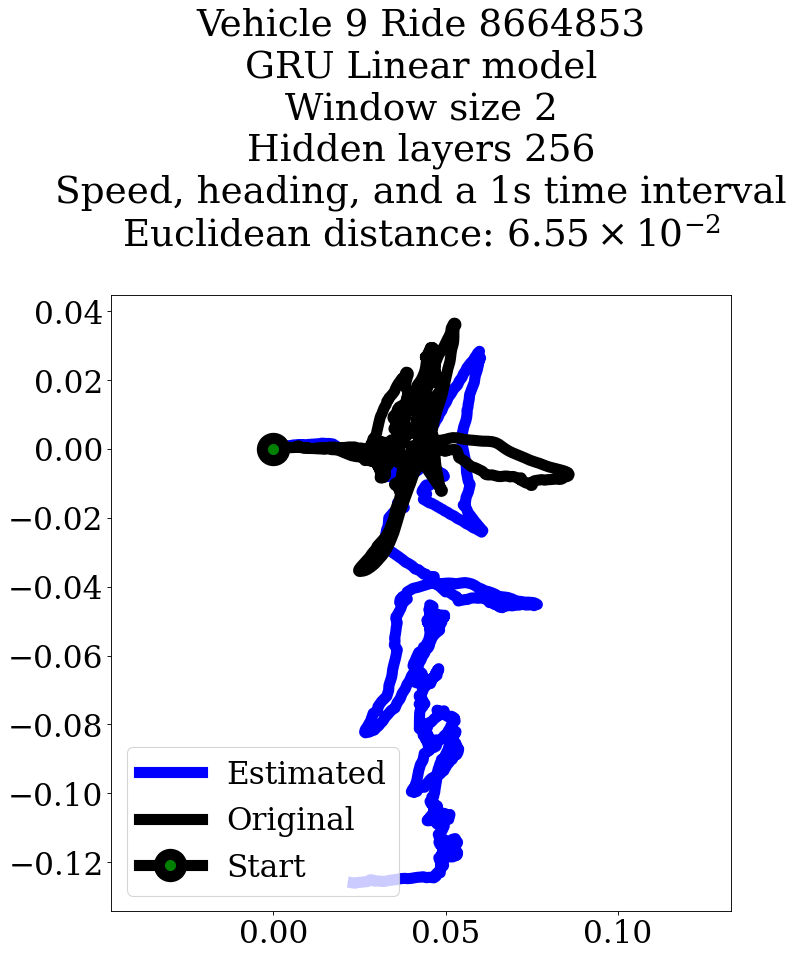 Vehicle 9 Ride 8664853
GRU Linear model
Window size 2
Hidden layers 256
Speed, heading, and a 1s time interval
Euclidean distance: 6.55 × 10⁻²
0.04
0.02
0.00
−0.02
−0.04
−0.06
−0.08
−0.10
−0.12
Estimated
Original
Start
0.00 0.05 0.10